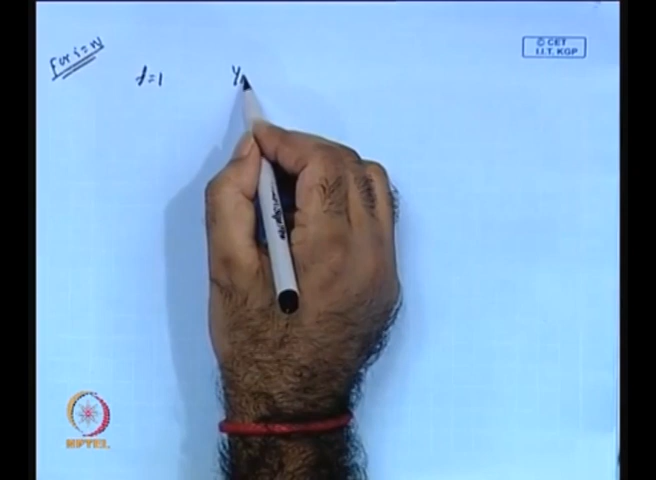 For i = N
t=1
y
© CET
I.I.T. KGP
NPTEL